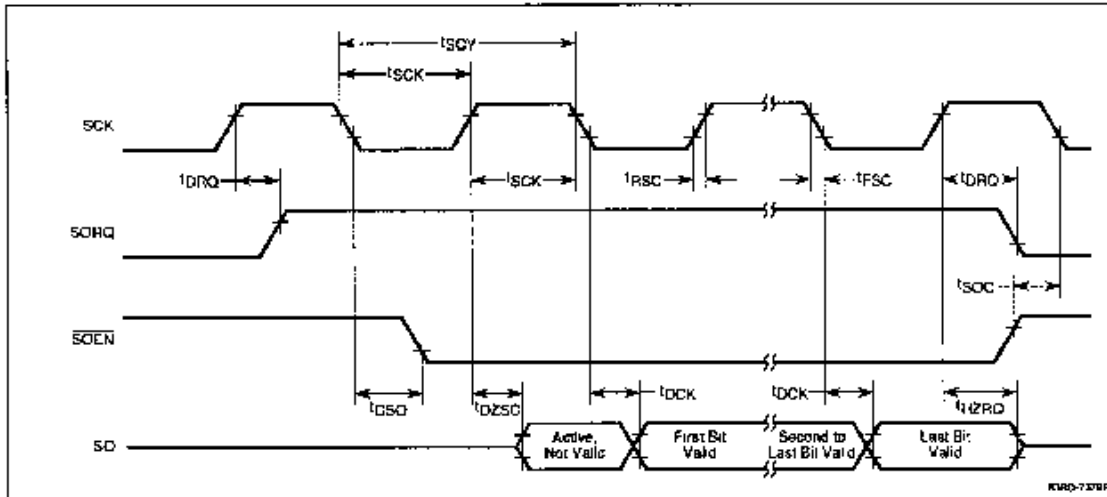 tSCY
tSCK
SCK
tDRQ
tSCK
tRSC
tFSC
tDRQ
SORQ
tSOC
SOEN
tCSO
tDZSC
tDCK
tDCK
tHZRQ
SO
Active, Not Valid
First Bit Valid
Second to Last Bit Valid
Last Bit Valid